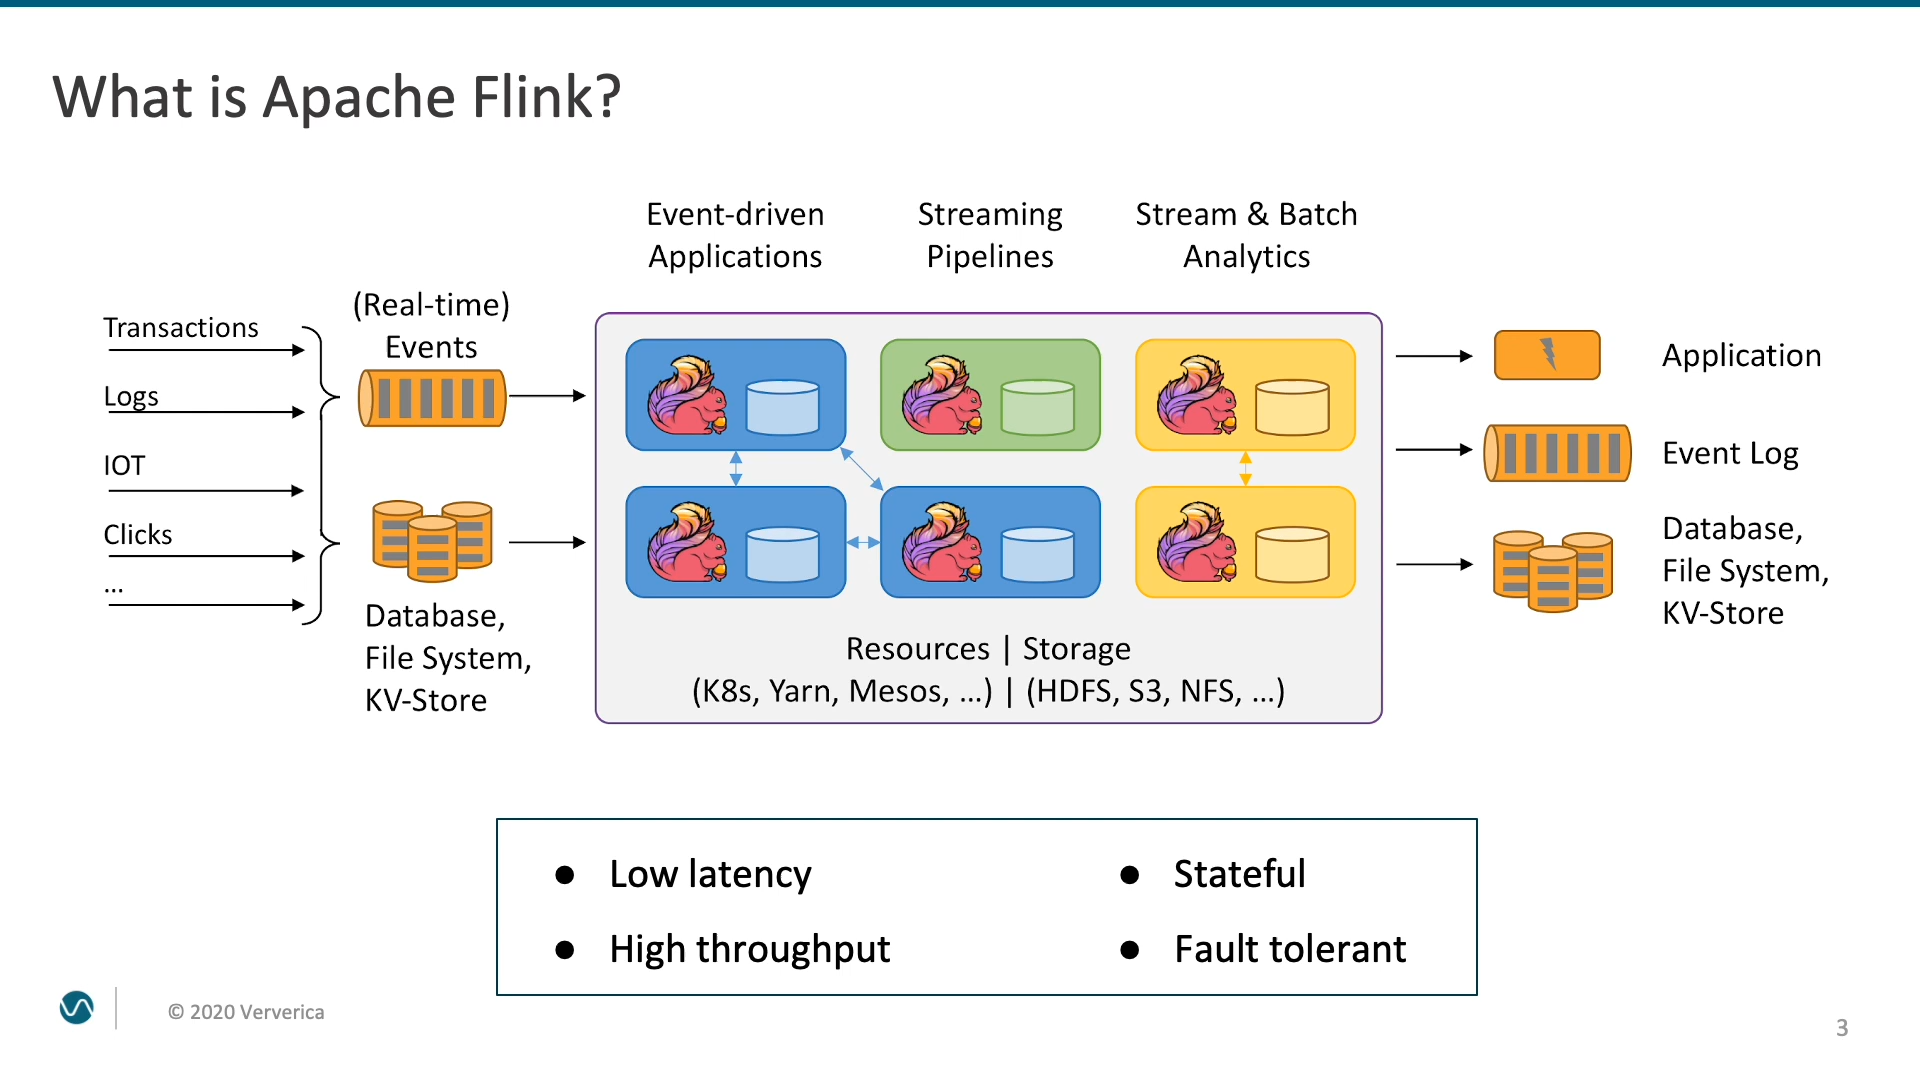 What is Apache Flink?
Event-driven
Applications
Streaming
Pipelines
Stream & Batch
Analytics
Transactions
Logs
IOT
Clicks
...
(Real-time)
Events
Database,
File System,
KV-Store
Resources | Storage
(K8s, Yarn, Mesos, ...) | (HDFS, S3, NFS, ...)
Application
Event Log
Database,
File System,
KV-Store
● Low latency
● High throughput
● Stateful
● Fault tolerant
© 2020 Ververica
3